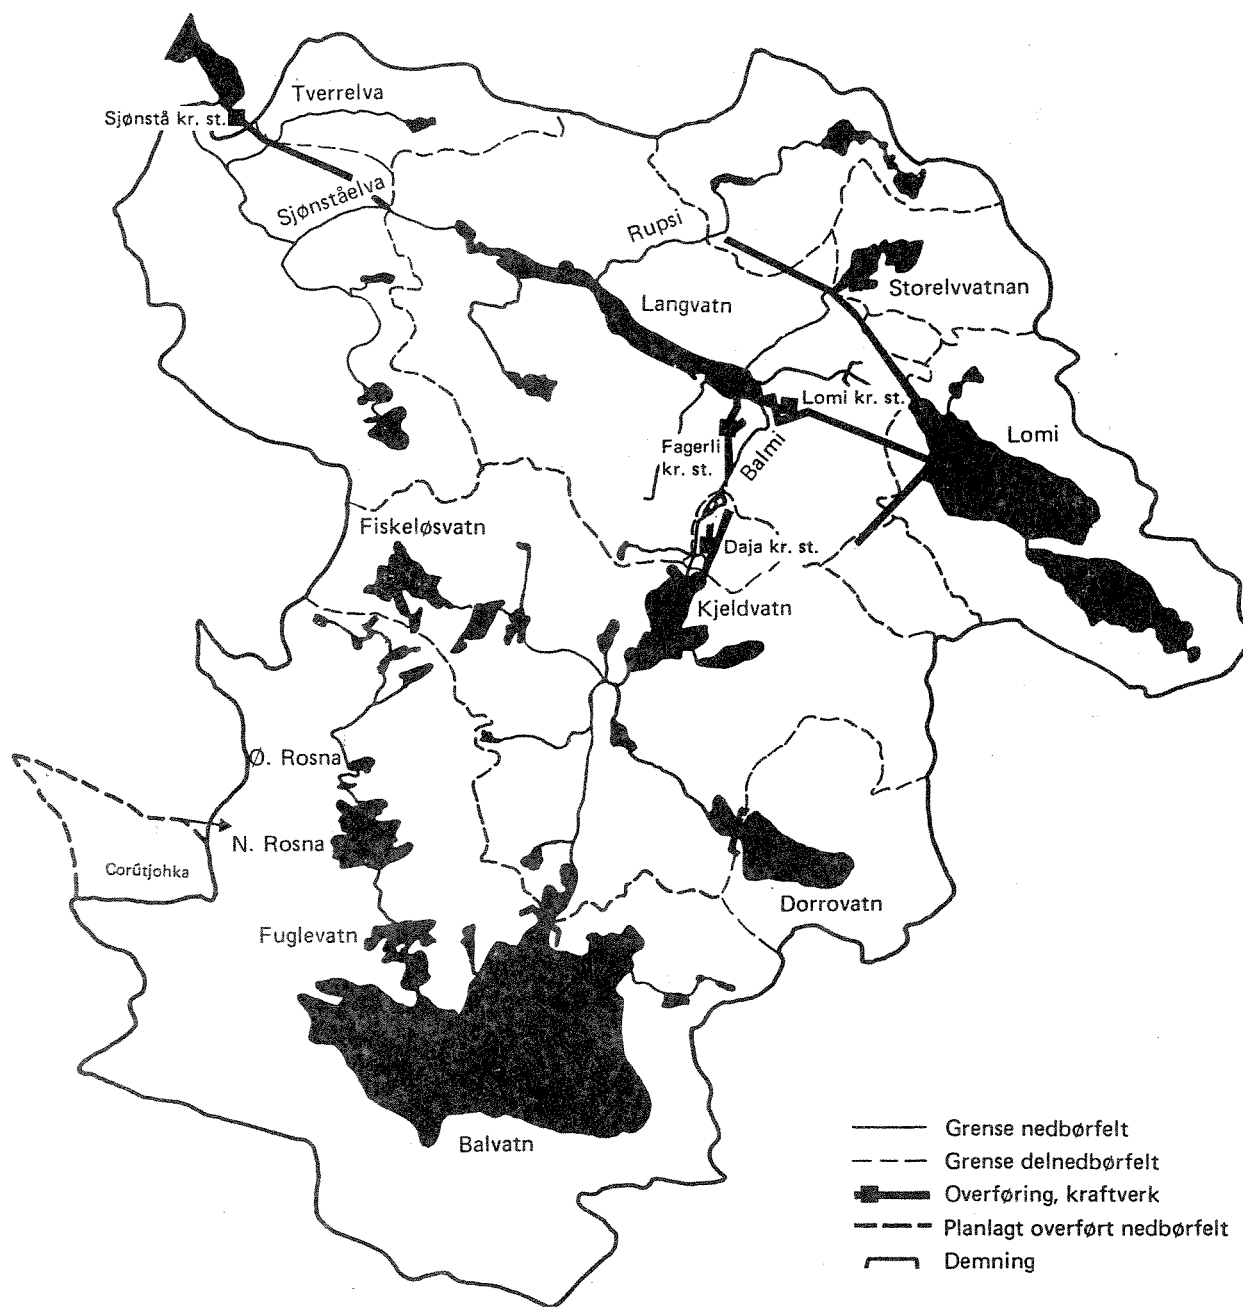 Tverrelva
Sjønstå kr. st.
Sjønståelva
Rupsi
Storelvvatnan
Langvatn
Lomi kr. st.
Lomi
Fagerli
kr. st.
Balmi
Fiskeløsvatn
Daja kr. st.
Kjeldvatn
Ø. Rosna
N. Rosna
Corútjohka
Dorrovatn
Fuglevatn
Balvatn
Grense nedbørfelt
Grense delnedbørfelt
Overføring, kraftverk
Planlagt overført nedbørfelt
Demning